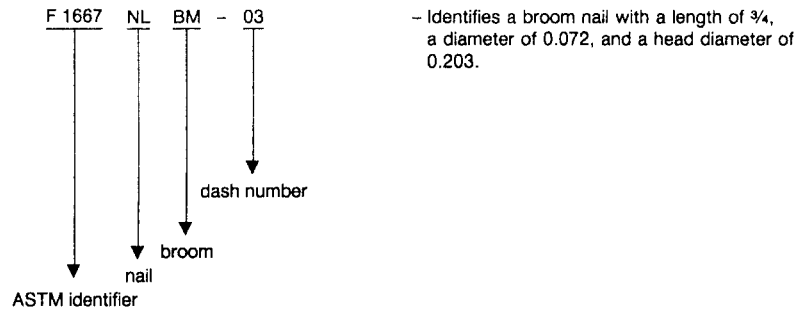 F 1667 NL BM - 03
– Identifies a broom nail with a length of ¾,
a diameter of 0.072, and a head diameter of
0.203.
dash number
broom
nail
ASTM identifier